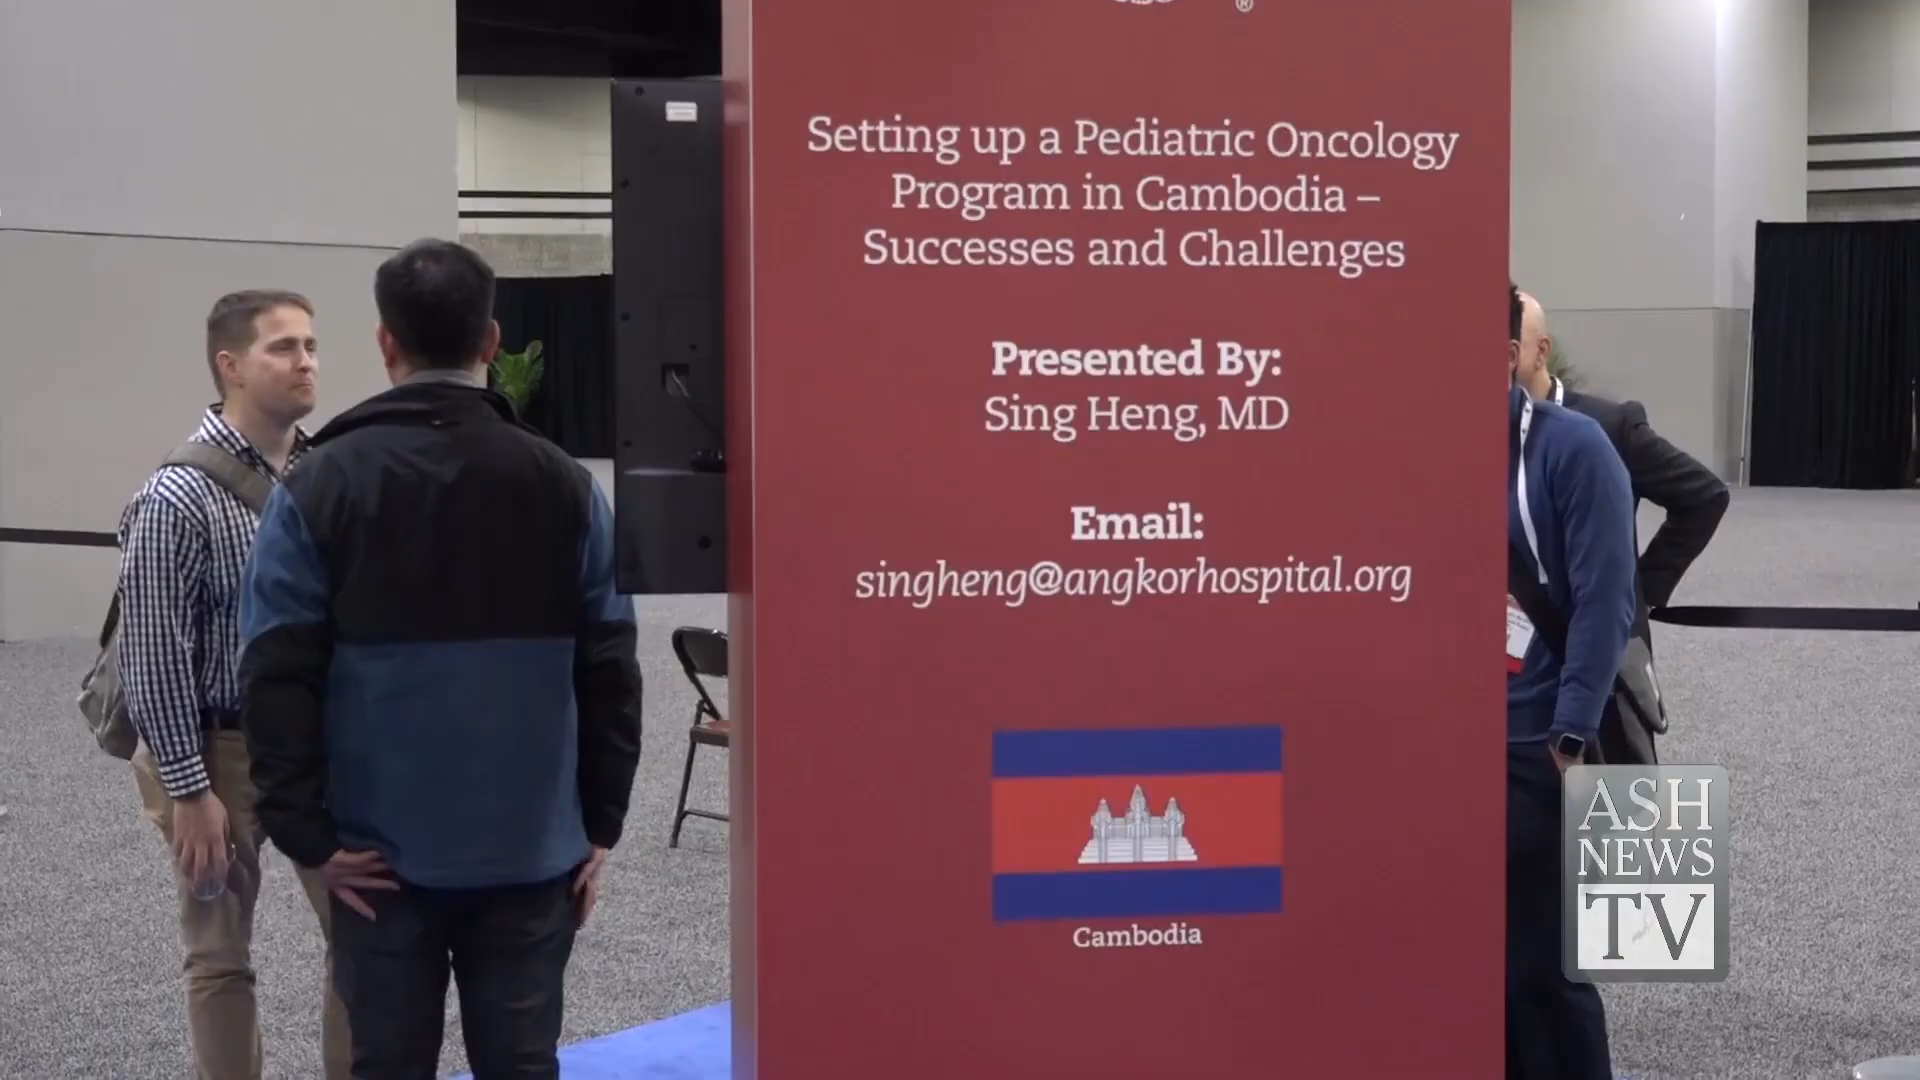 ®
Setting up a Pediatric Oncology
Program in Cambodia –
Successes and Challenges
Presented By:
Sing Heng, MD
Email:
singheng@angkorhospital.org
Cambodia
ASH
NEWS
TV